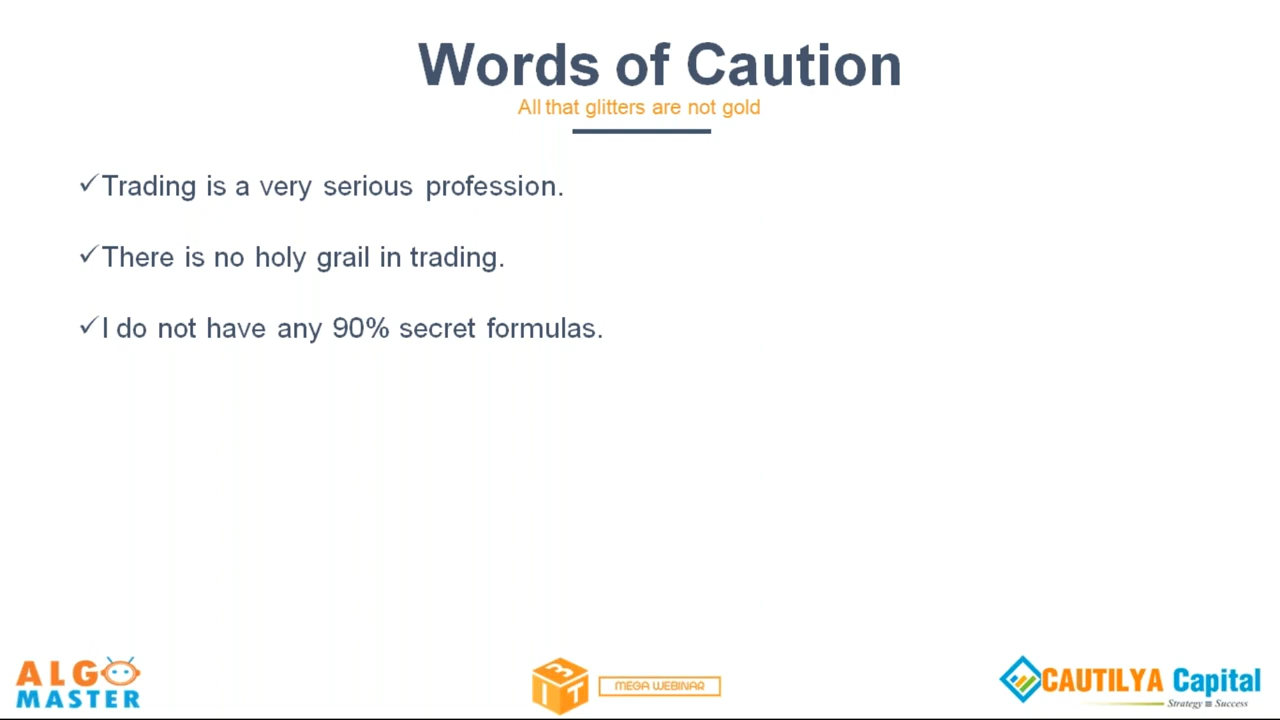 Words of Caution
All that glitters are not gold
✓Trading is a very serious profession.
✓There is no holy grail in trading.
✓I do not have any 90% secret formulas.
ALGO
MASTER
B I T
MEGA WEBINAR
CAUTILYA Capital
Strategy = Success